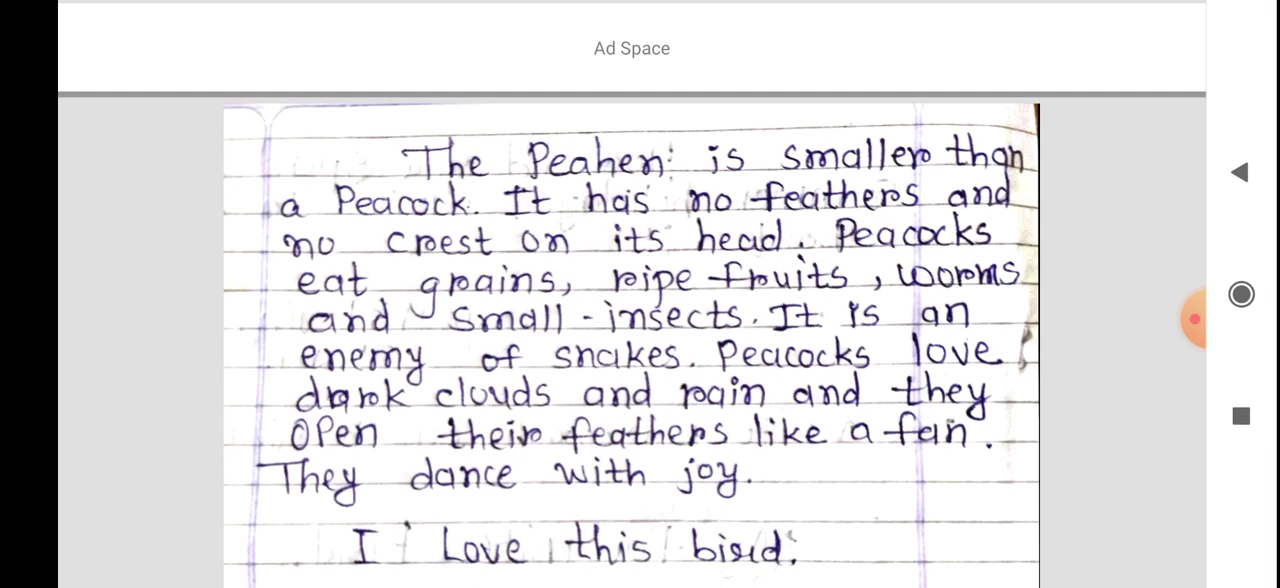 Ad Space
The Peahen is smaller than
a Peacock. It has no feathers and
no crest on its head. Peacocks
eat grains, ripe fruits, worms
and small-insects. It is an
enemy of snakes. Peacocks love
drark clouds and rain and they
open their feathers like a fan.
They dance with joy.
I Love this bird.